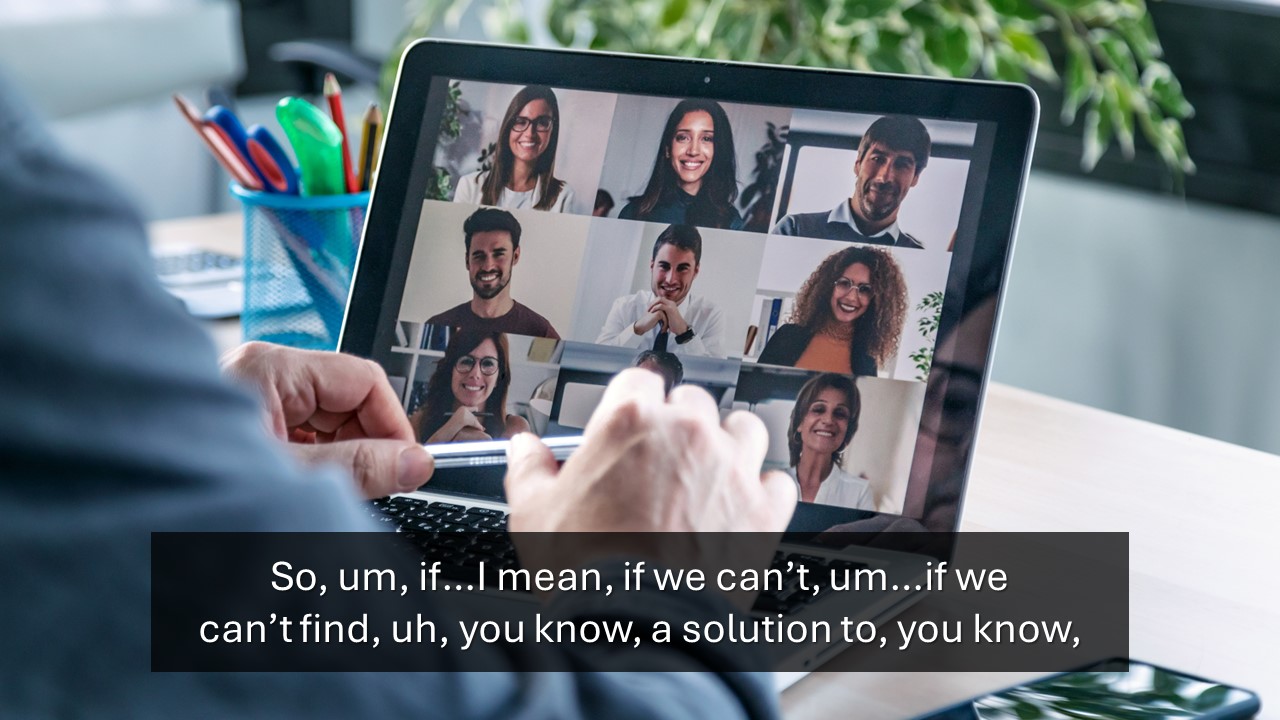 So, um, if...I mean, if we can’t, um...if we
can’t find, uh, you know, a solution to, you know,